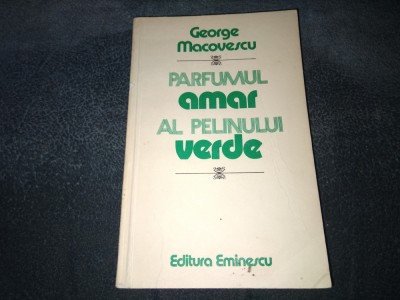 George
Macovescu
PARFUMUL
amar
AL PELINULUI
verde
Editura Eminescu